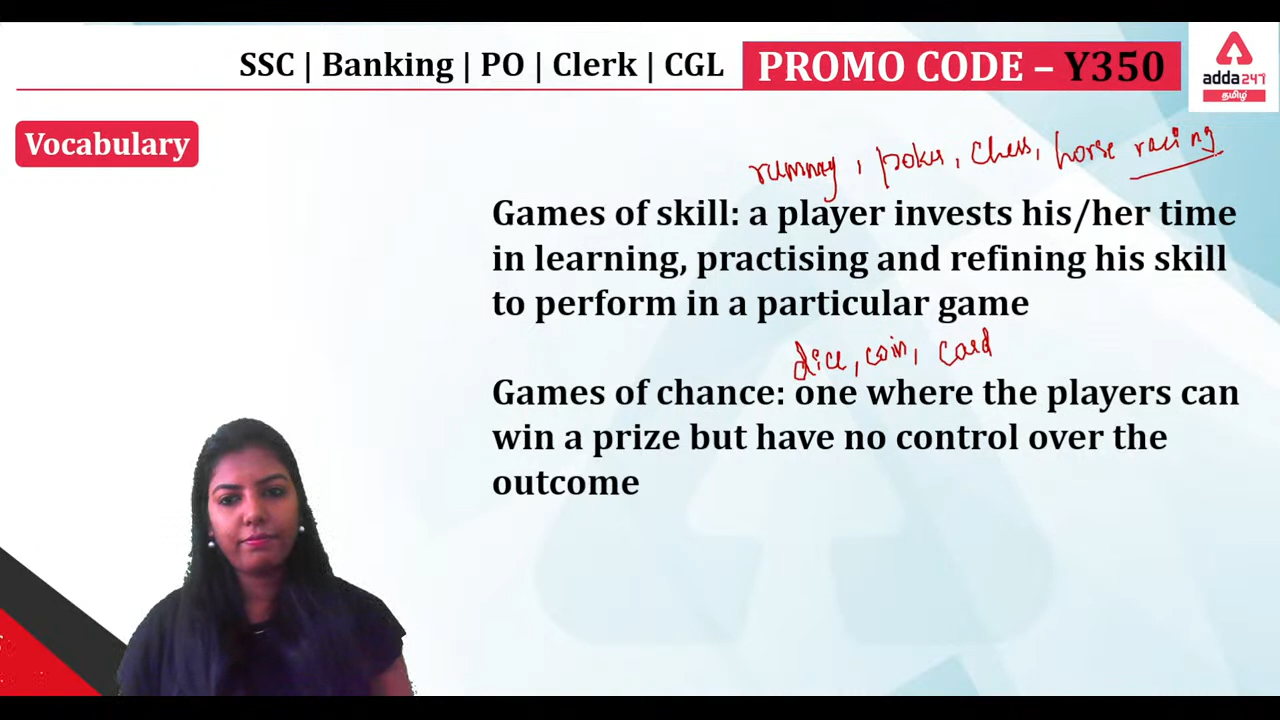 SSC | Banking | PO | Clerk | CGL PROMO CODE – Y350
adda247
தமிழ்
Vocabulary
rummy, poker, chess, horse racing
Games of skill: a player invests his/her time
in learning, practising and refining his skill
to perform in a particular game
dice, coin, card
Games of chance: one where the players can
win a prize but have no control over the
outcome